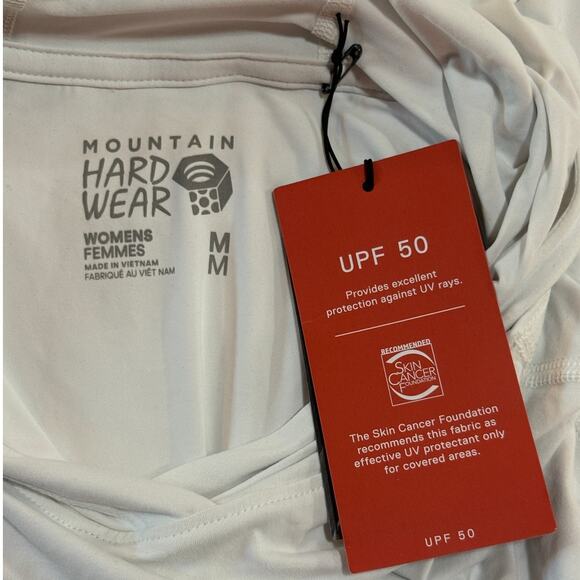 MOUNTAIN
HARD
WEAR
WOMENS
FEMMES
M
M
MADE IN VIETNAM
FABRIQUÉ AU VIÊT NAM
UPF 50
Provides excellent
protection against UV rays.
RECOMMENDED
SKIN
CANCER
FOUNDATION
The Skin Cancer Foundation
recommends this fabric as
effective UV protectant only
for covered areas.
UPF 50